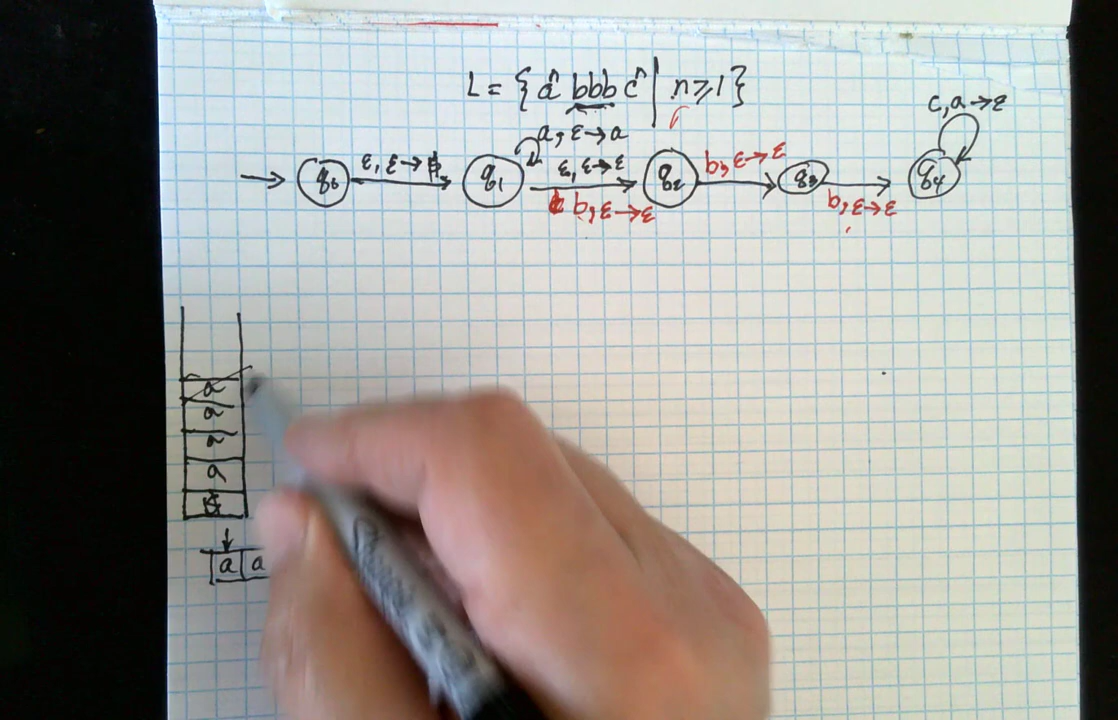 L = { aⁿ bbb cⁿ | n ≥ 1 }
c, a → ε
a, ε → a
ε, ε → $ ε, ε → ε b, ε → ε
q0 q1 q2 q3 q4
b, ε → ε b, ε → ε
a
a
a
a
$
a a